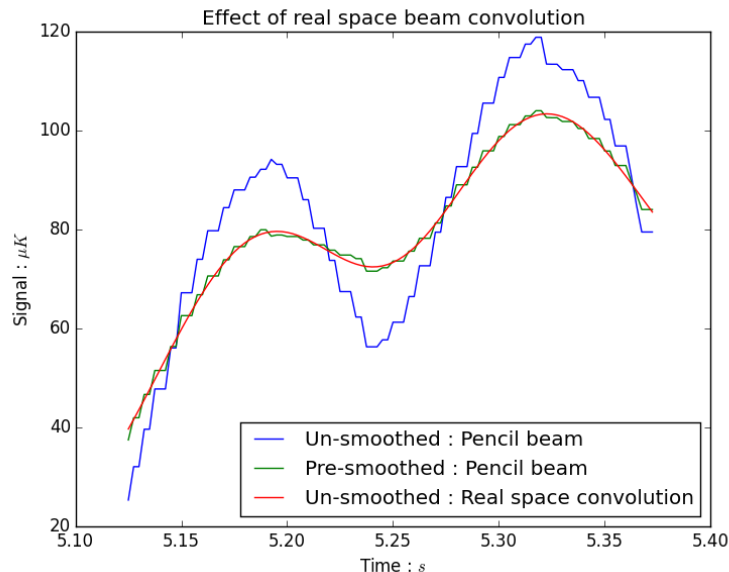 Effect of real space beam convolution
120
100
80
60
40
20
Signal : μK
5.10 5.15 5.20 5.25 5.30 5.35 5.40
Time : s
Un-smoothed : Pencil beam
Pre-smoothed : Pencil beam
Un-smoothed : Real space convolution